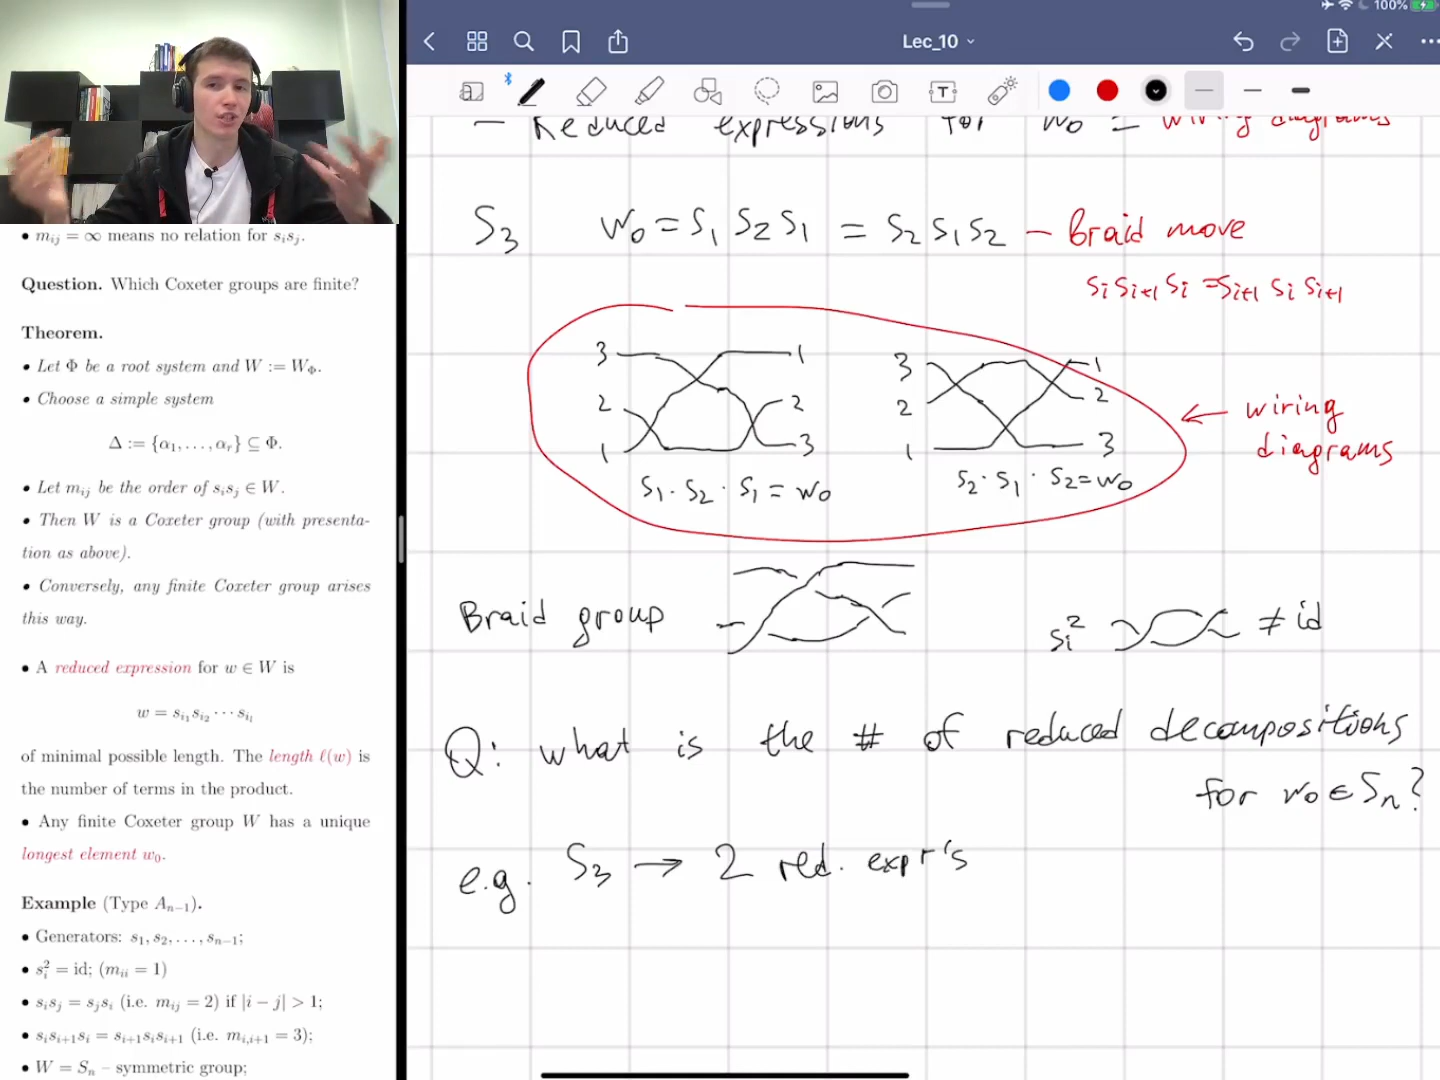 100%
Lec_10
- Reduced expressions for w₀ = wiring diagrams
S₃ w₀ = s₁ s₂ s₁ = s₂ s₁ s₂ – Braid move
sᵢ sᵢ₊₁ sᵢ = sᵢ₊₁ sᵢ sᵢ₊₁
3 1 3 1
2 2 2 2
1 3 1 3
wiring
diagrams
s₁ · s₂ · s₁ = w₀ s₂ · s₁ · s₂ = w₀
Braid group sᵢ² ≠ id
Q: what is the # of reduced decompositions
for w₀ ∈ Sₙ?
e.g. S₃ → 2 red. expr's
• mᵢⱼ = ∞ means no relation for sᵢsⱼ.
Question. Which Coxeter groups are finite?
Theorem.
• Let Φ be a root system and W := W_Φ.
• Choose a simple system
Δ := {α₁, . . . , αᵣ} ⊆ Φ.
• Let mᵢⱼ be the order of sᵢsⱼ ∈ W.
• Then W is a Coxeter group (with presenta-
tion as above).
• Conversely, any finite Coxeter group arises
this way.
• A reduced expression for w ∈ W is
w = s_{i₁} s_{i₂} · · · s_{i_l}
of minimal possible length. The length ℓ(w) is
the number of terms in the product.
• Any finite Coxeter group W has a unique
longest element w₀.
Example (Type Aₙ₋₁).
• Generators: s₁, s₂, . . . , sₙ₋₁;
• sᵢ² = id; (mᵢᵢ = 1)
• sᵢsⱼ = sⱼsᵢ (i.e. mᵢⱼ = 2) if |i − j| > 1;
• sᵢsᵢ₊₁sᵢ = sᵢ₊₁sᵢsᵢ₊₁ (i.e. mᵢ,ᵢ₊₁ = 3);
• W = Sₙ – symmetric group;